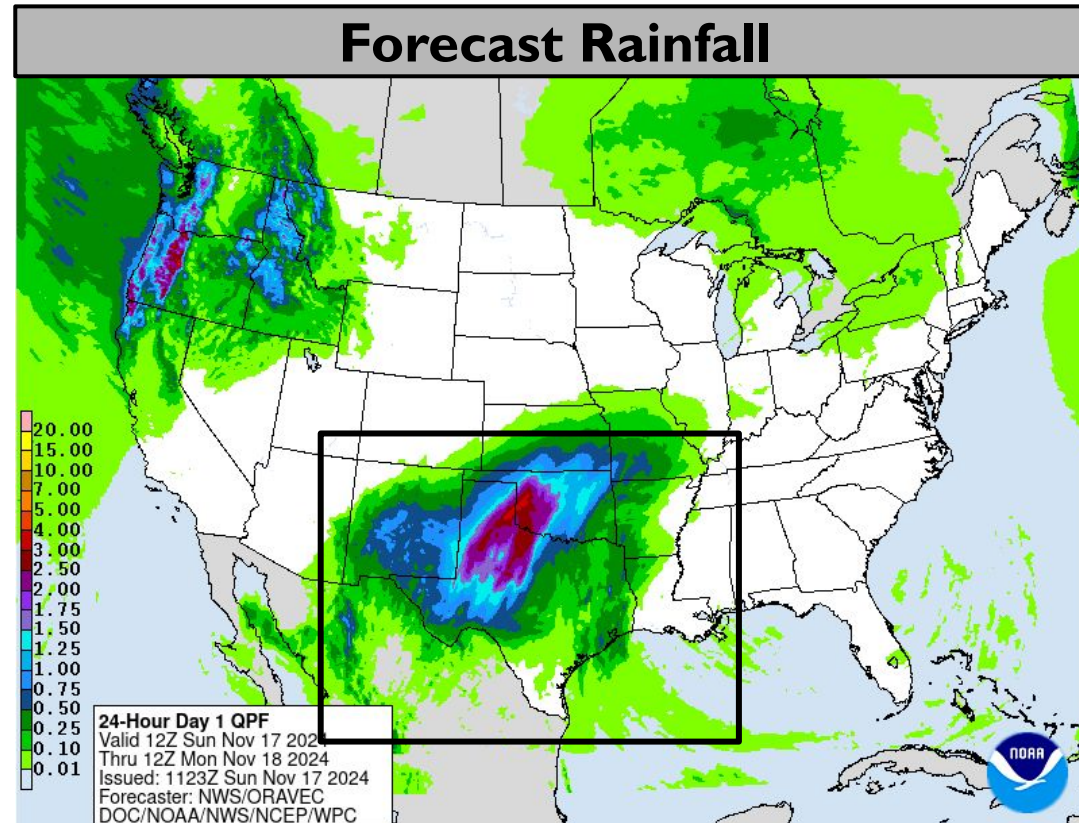 Forecast Rainfall
20.00
15.00
10.00
7.00
5.00
4.00
3.00
2.50
2.00
1.75
1.50
1.25
1.00
0.75
0.50
0.25
0.10
0.01
24-Hour Day 1 QPF
Valid 12Z Sun Nov 17 2024
Thru 12Z Mon Nov 18 2024
Issued: 1123Z Sun Nov 17 2024
Forecaster: NWS/ORAVEC
DOC/NOAA/NWS/NCEP/WPC
NOAA